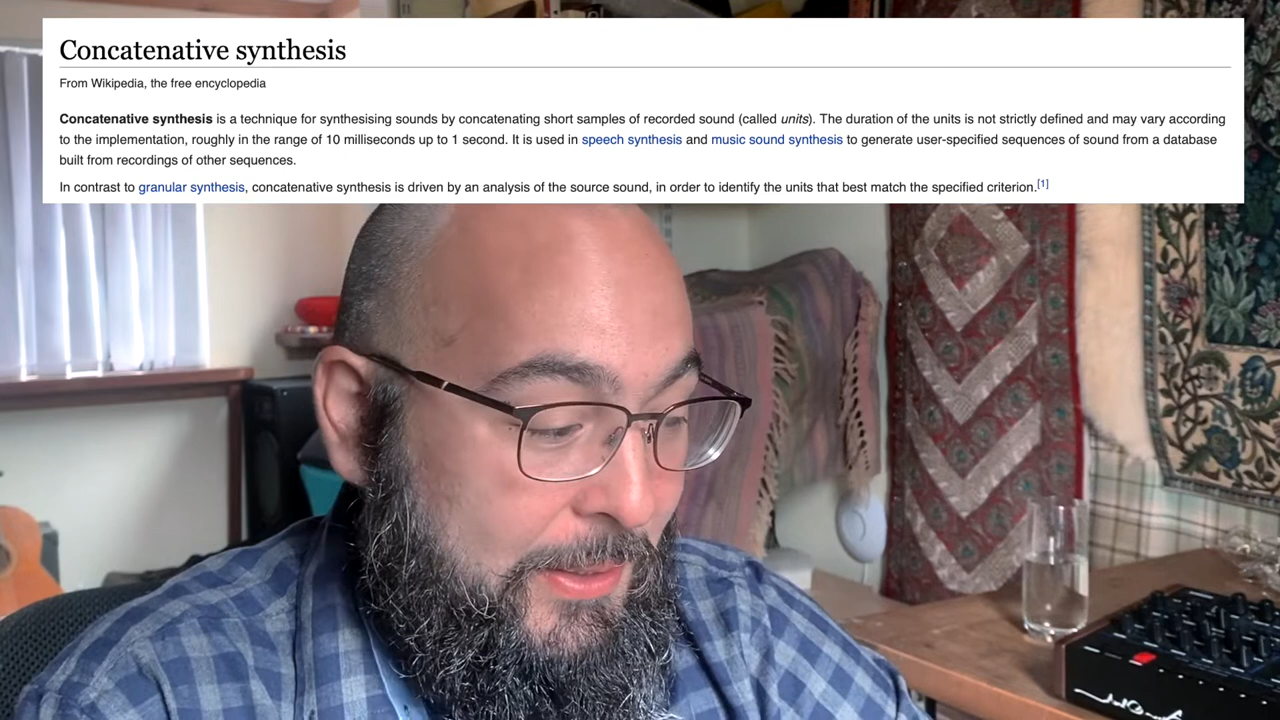 Concatenative synthesis
From Wikipedia, the free encyclopedia
Concatenative synthesis is a technique for synthesising sounds by concatenating short samples of recorded sound (called units). The duration of the units is not strictly defined and may vary according
to the implementation, roughly in the range of 10 milliseconds up to 1 second. It is used in speech synthesis and music sound synthesis to generate user-specified sequences of sound from a database
built from recordings of other sequences.
In contrast to granular synthesis, concatenative synthesis is driven by an analysis of the source sound, in order to identify the units that best match the specified criterion.[1]